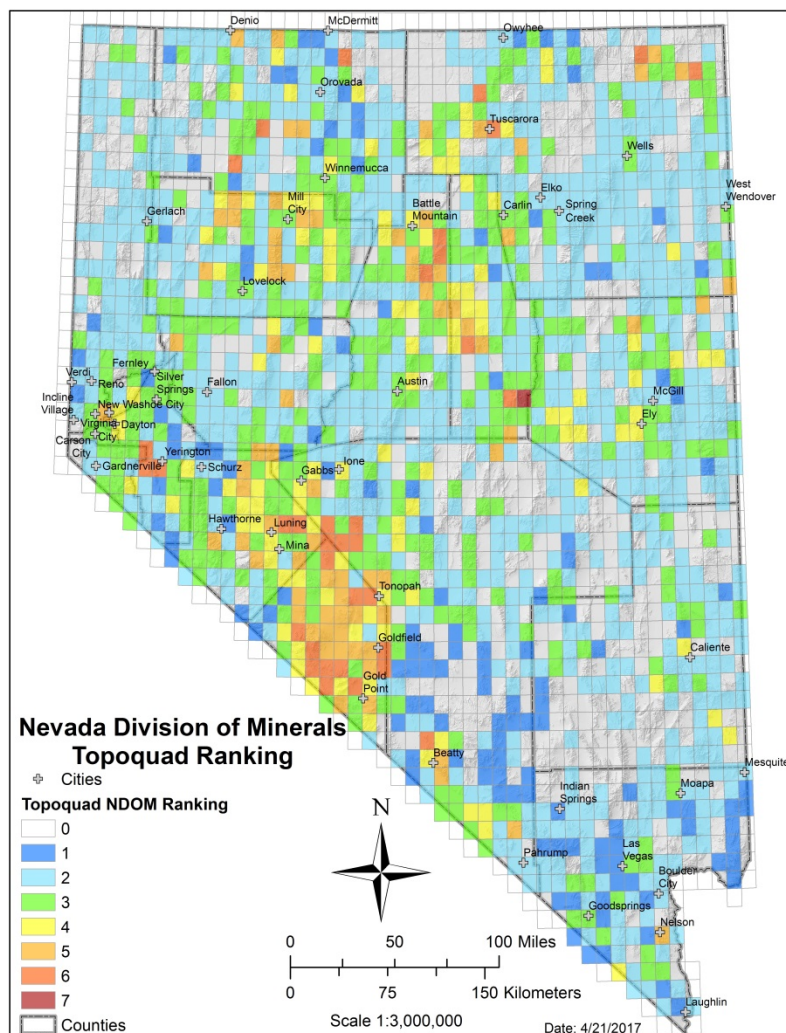 Denio
McDermitt
Owyhee
Orovada
Tuscarora
Wells
Winnemucca
Elko
West
Wendover
Mill
City
Battle
Mountain
Carlin
Spring
Creek
Gerlach
Lovelock
Fernley
Verdi
Reno
Silver
Springs
Fallon
Austin
McGill
Incline
Village
New Washoe City
Virginia
City
Dayton
Ely
Carson
City
Gardnerville
Yerington
Schurz
Gabbs
Ione
Hawthorne
Luning
Mina
Tonopah
Goldfield
Caliente
Gold
Point
Nevada Division of Minerals
Topoquad Ranking
Cities
Beatty
Mesquite
Topoquad NDOM Ranking
Indian
Springs
Moapa
0
1
2
3
4
5
6
7
Counties
N
Pahrump
Las
Vegas
Boulder
City
Goodsprings
Nelson
0 50 100 Miles
0 75 150 Kilometers
Scale 1:3,000,000
Laughlin
Date: 4/21/2017